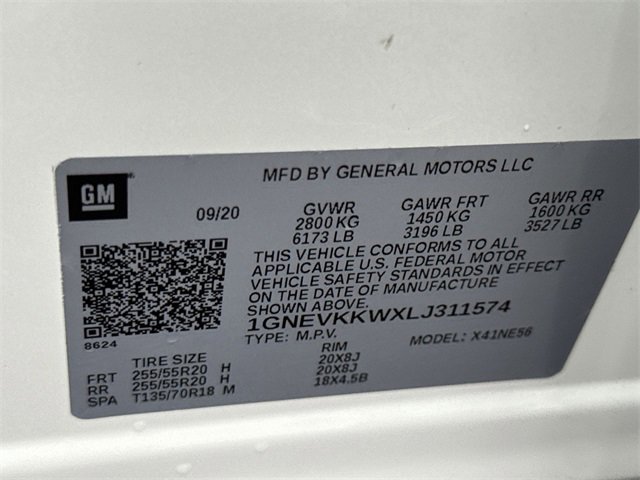 MFD BY GENERAL MOTORS LLC
GM
09/20
GVWR GAWR FRT GAWR RR
2800 KG 1450 KG 1600 KG
6173 LB 3196 LB 3527 LB
THIS VEHICLE CONFORMS TO ALL
APPLICABLE U.S. FEDERAL MOTOR
VEHICLE SAFETY STANDARDS IN EFFECT
ON THE DATE OF MANUFACTURE
SHOWN ABOVE.
1GNEVKKWXLJ311574
TYPE: M.P.V. MODEL: X41NE56
8624
TIRE SIZE RIM
FRT 255/55R20 H 20X8J
RR 255/55R20 H 20X8J
SPA T135/70R18 M 18X4.5B